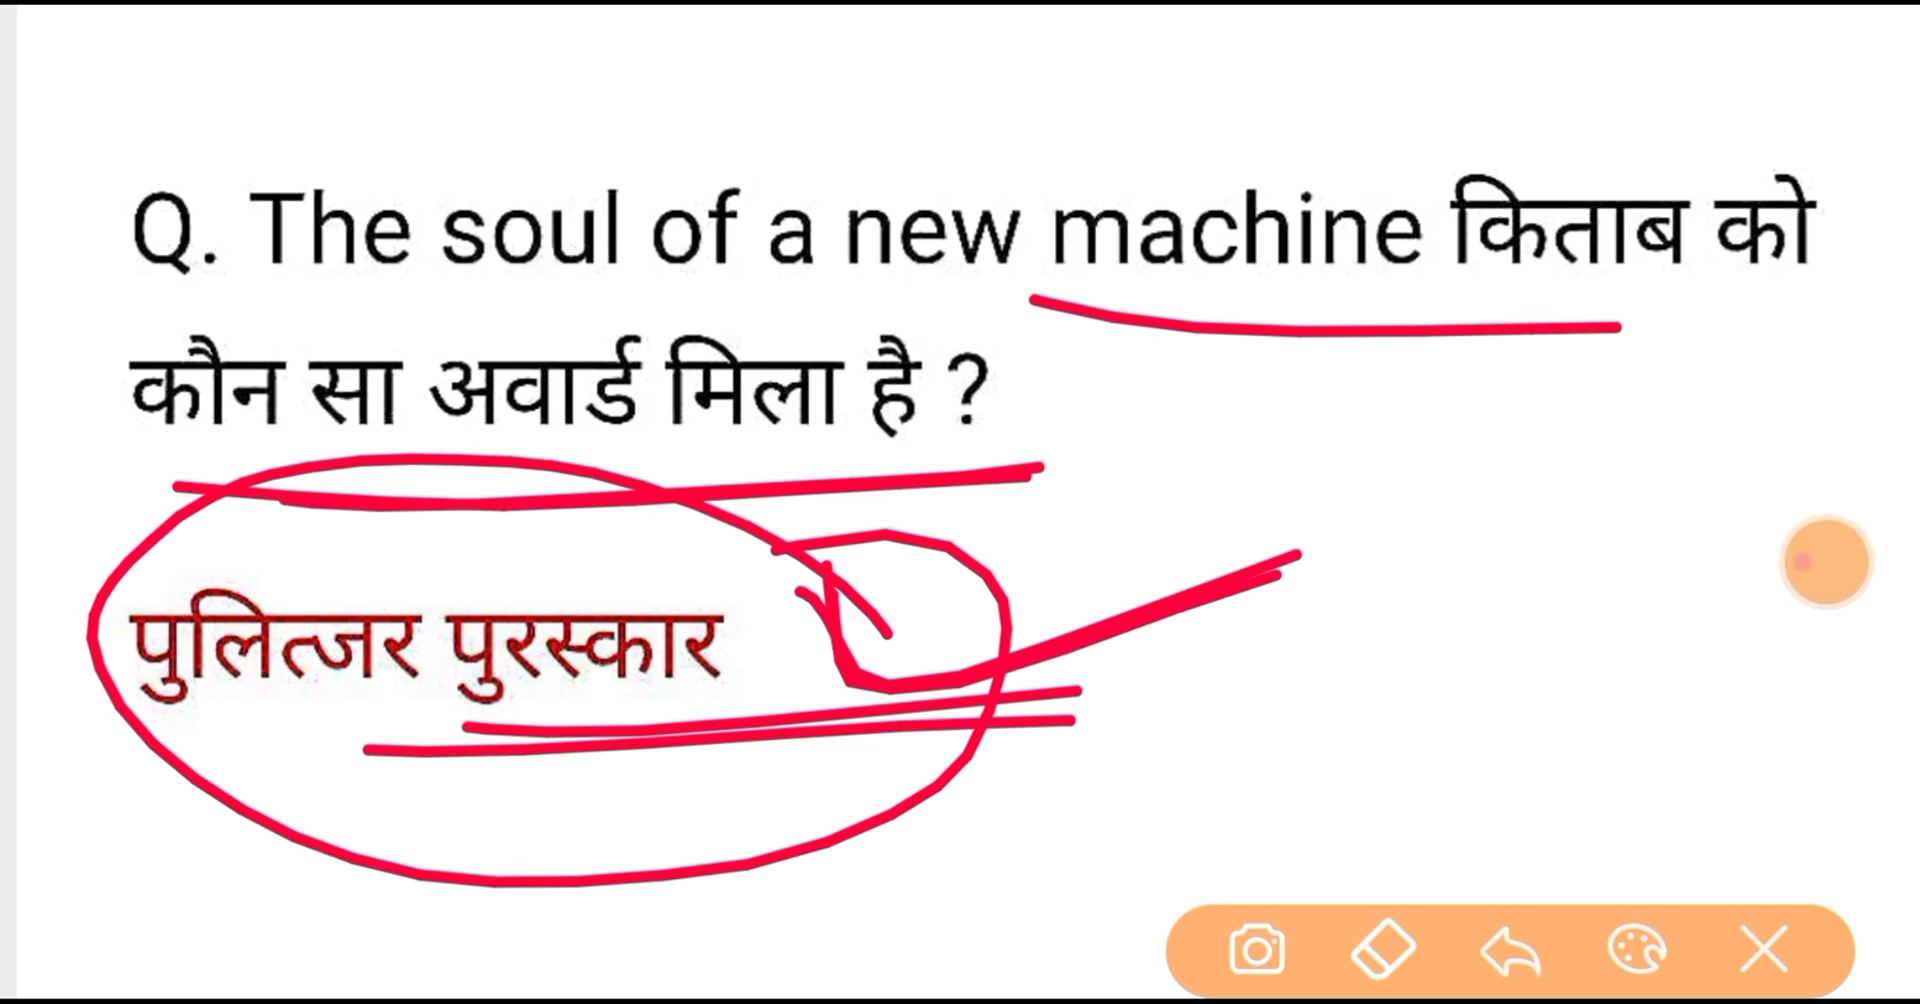 Q. The soul of a new machine किताब को
कौन सा अवार्ड मिला है ?
पुलित्जर पुरस्कार